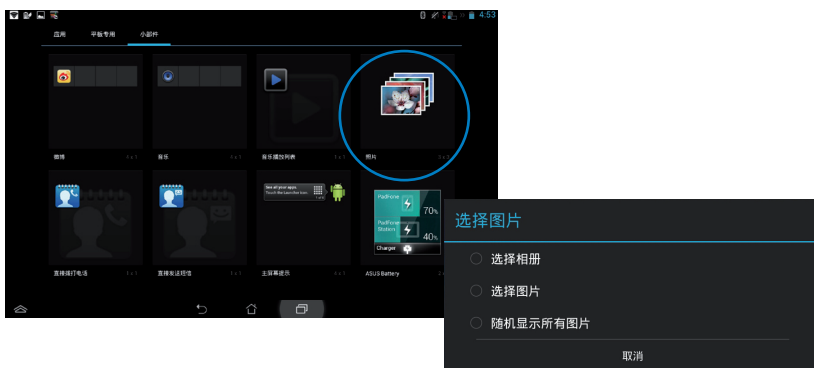 4:53
应用 平板专用 小部件
微博 音乐 音乐播放列表 照片
See all your apps.
Touch the Launcher icon.
Padfone 70%
Padfone Station 40%
Charger
直接拨打电话 直接发送短信 主屏幕提示 ASUS Battery
选择图片
选择相册
选择图片
随机显示所有图片
取消